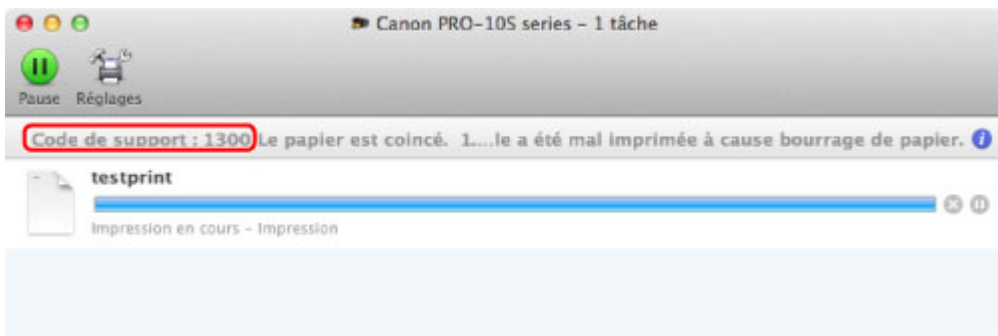 Canon PRO-10S series – 1 tâche
Pause Réglages
Code de support : 1300 Le papier est coincé. 1....le a été mal imprimée à cause bourrage de papier.
testprint
Impression en cours – Impression